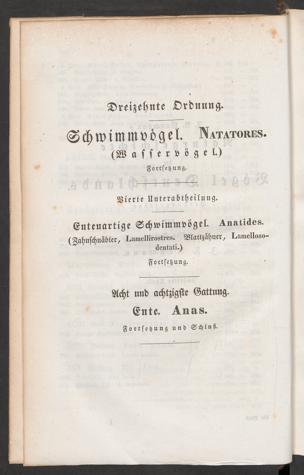 Dreizehnte Ordnung.
Schwimmvögel. NATATORES.
(Wasservögel.)
Fortsetzung.
Vierte Unterabtheilung.
Entenartige Schwimmvögel. Anatides.
(Zahnschnäbler, Lamellirostres. Blattzähner, Lamelloso-
dentati.)
Fortsetzung.
Acht und achtzigste Gattung.
Ente. Anas.
Fortsetzung und Schluß.